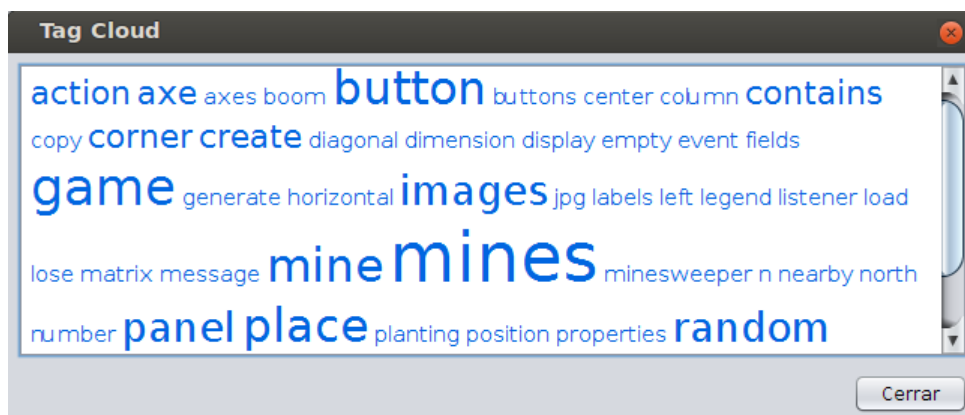 Tag Cloud
action axe axes boom button buttons center column contains
copy corner create diagonal dimension display empty event fields
game generate horizontal images jpg labels left legend listener load
lose matrix message mine mines minesweeper n nearby north
number panel place planting position properties random
Cerrar